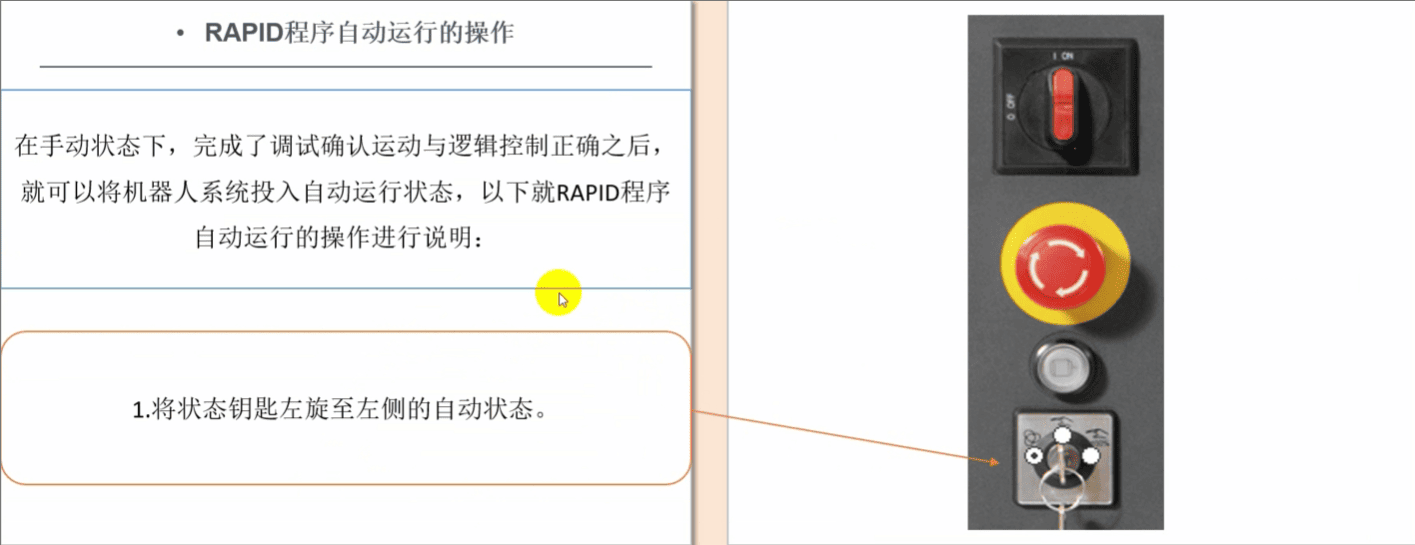 • RAPID程序自动运行的操作
在手动状态下，完成了调试确认运动与逻辑控制正确之后，
就可以将机器人系统投入自动运行状态，以下就RAPID程序
自动运行的操作进行说明：
1.将状态钥匙左旋至左侧的自动状态。
I ON
O OFF